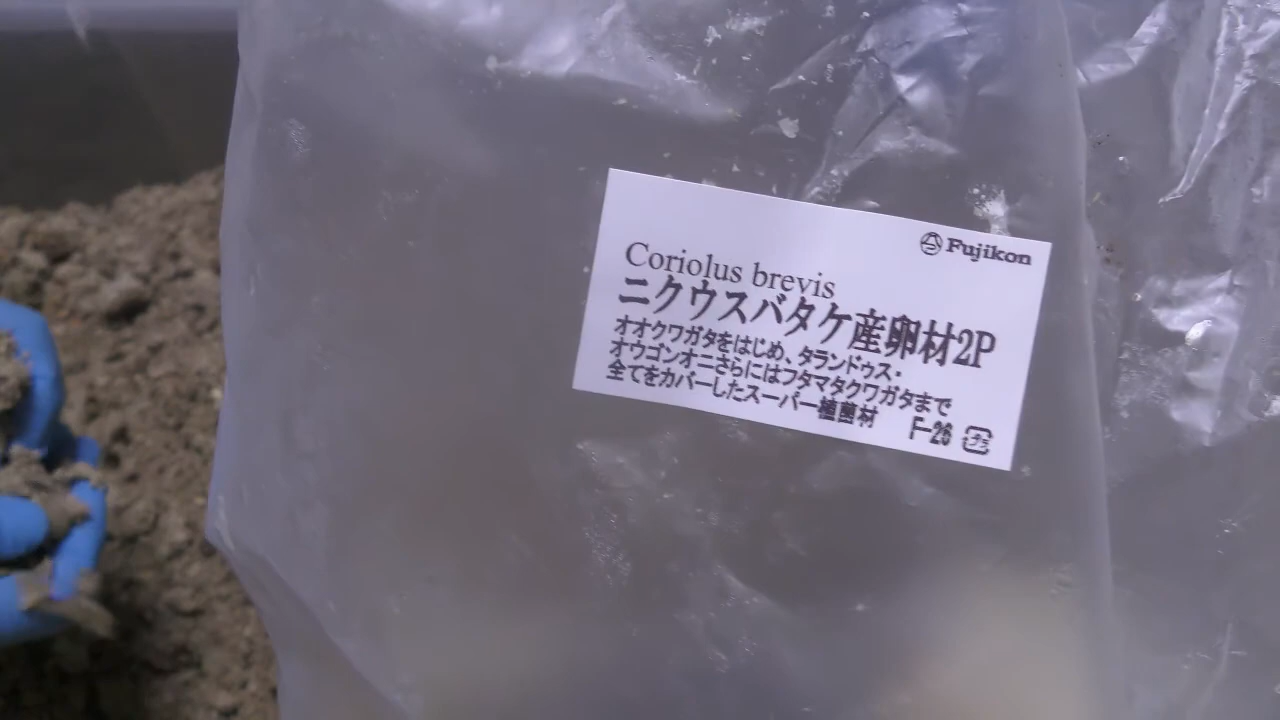 Fujikon
Coriolus brevis
ニクウスバタケ産卵材2P
オオクワガタをはじめ、タランドゥス・
オウゴンオニさらにはフタマタクワガタまで
全てをカバーしたスーパー植菌材
F-26 プラ